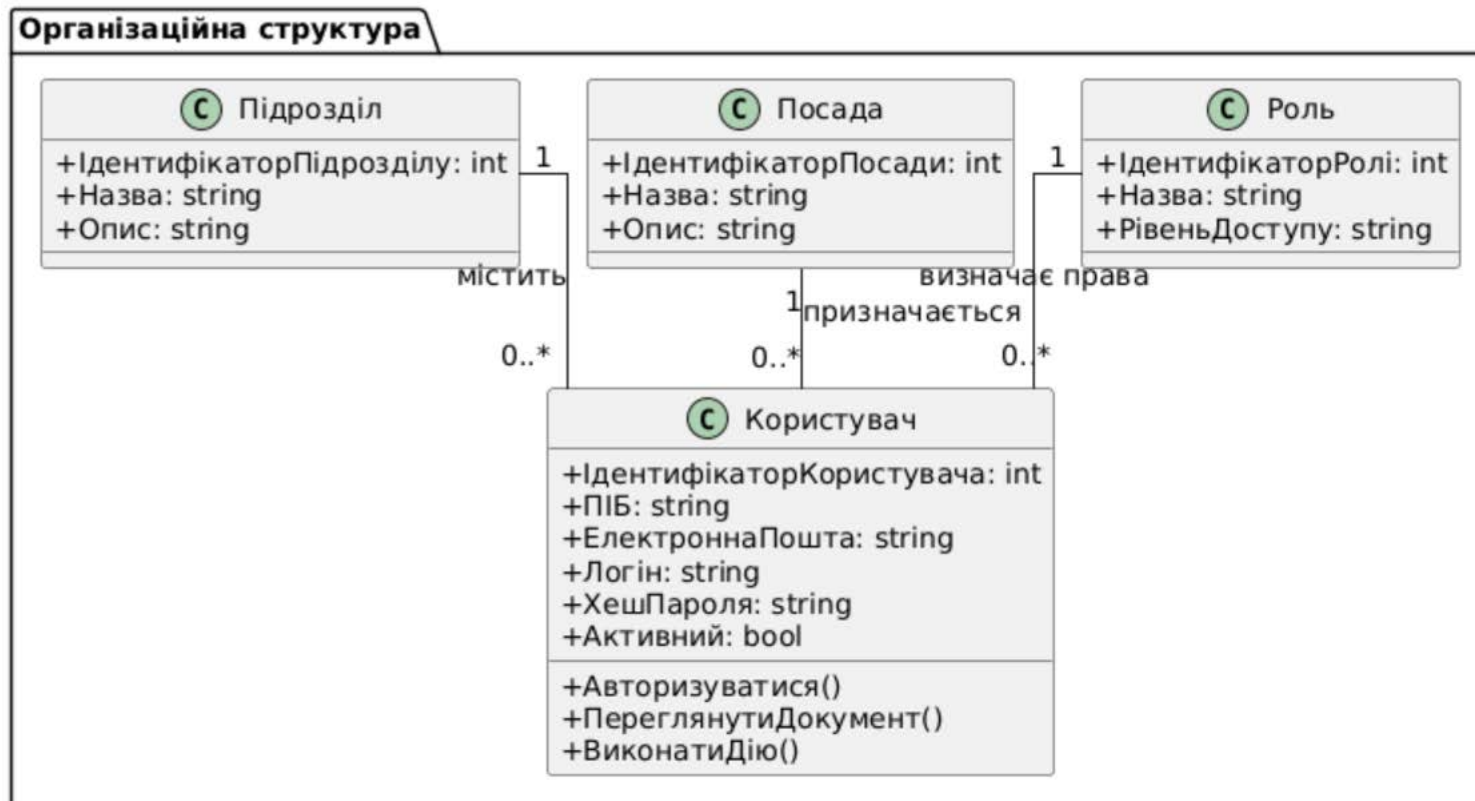 Організаційна структура
C Підрозділ
+ІдентифікаторПідрозділу: int
+Назва: string
+Опис: string
C Посада
+ІдентифікаторПосади: int
+Назва: string
+Опис: string
C Роль
+ІдентифікаторРолі: int
+Назва: string
+РівеньДоступу: string
1
містить
0..*
1
призначається
0..*
1
визначає права
0..*
C Користувач
+ІдентифікаторКористувача: int
+ПІБ: string
+ЕлектроннаПошта: string
+Логін: string
+ХешПароля: string
+Активний: bool
+Авторизуватися()
+ПереглянутиДокумент()
+ВиконатиДію()